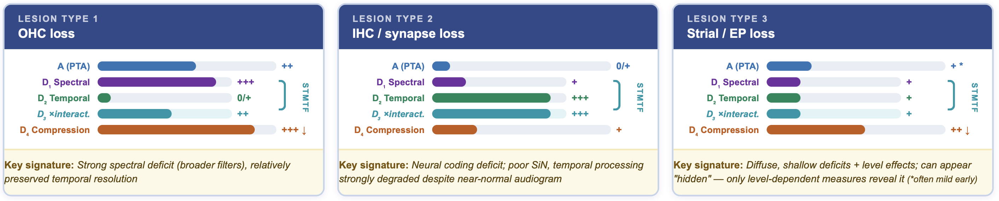 LESION TYPE 1
OHC loss
A (PTA) ++
D₁ Spectral +++
D₂ Temporal 0/+
D₃ ×interact. ++
D₄ Compression +++ ↓
STMTF
Key signature: Strong spectral deficit (broader filters), relatively
preserved temporal resolution
LESION TYPE 2
IHC / synapse loss
A (PTA) 0/+
D₁ Spectral +
D₂ Temporal +++
D₃ ×interact. +++
D₄ Compression +
STMTF
Key signature: Neural coding deficit; poor SiN, temporal processing
strongly degraded despite near-normal audiogram
LESION TYPE 3
Strial / EP loss
A (PTA) + *
D₁ Spectral +
D₂ Temporal +
D₃ ×interact. +
D₄ Compression ++ ↓
STMTF
Key signature: Diffuse, shallow deficits + level effects; can appear
"hidden" — only level-dependent measures reveal it (*often mild early)